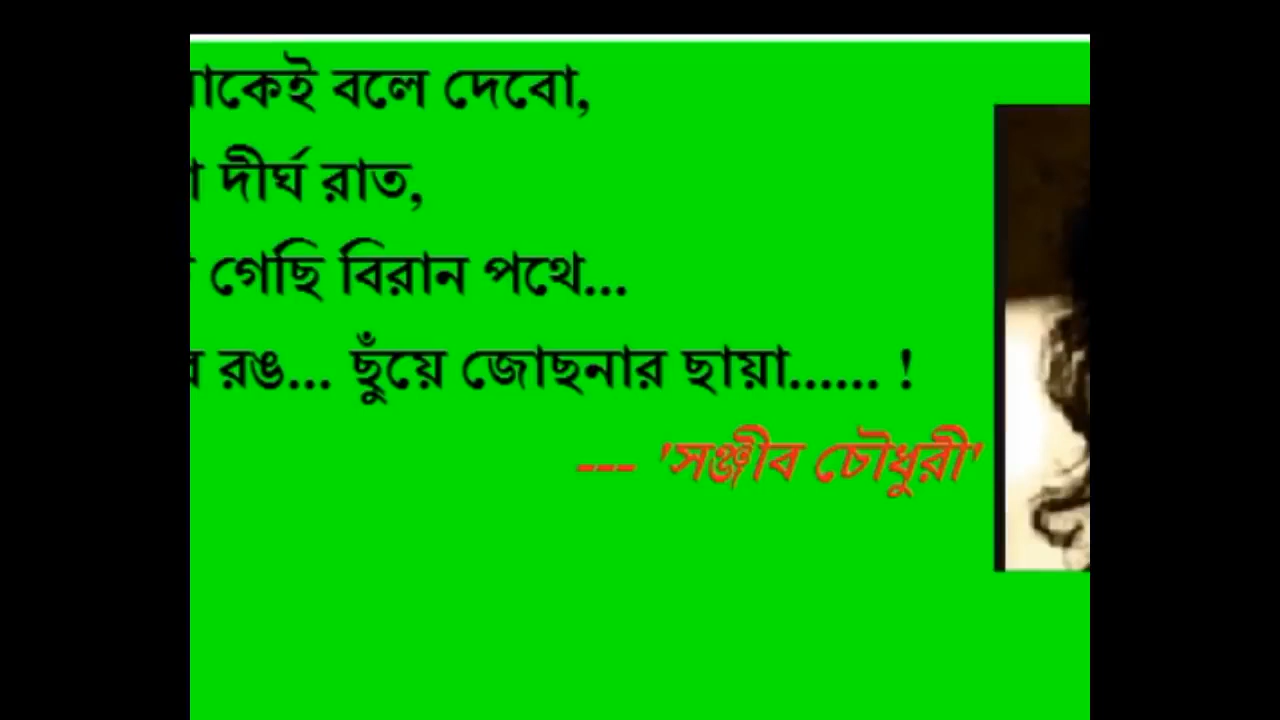 বলে দেবো,
দীর্ঘ রাত,
গেছি বিরান পথে...
রঙ... ছুঁয়ে জোছনার ছায়া...... !
--- 'সঞ্জীব চৌধুরী'